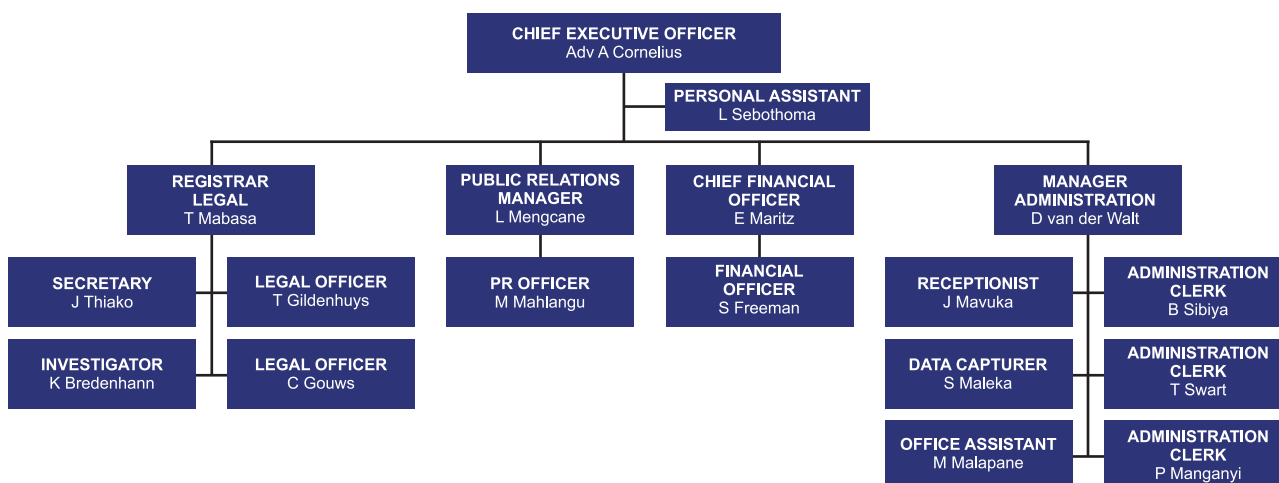 CHIEF EXECUTIVE OFFICER
Adv A Cornelius
PERSONAL ASSISTANT
L Sebothoma
REGISTRAR
LEGAL
T Mabasa
PUBLIC RELATIONS
MANAGER
L Mengcane
CHIEF FINANCIAL
OFFICER
E Maritz
MANAGER
ADMINISTRATION
D van der Walt
SECRETARY
J Thiako
LEGAL OFFICER
T Gildenhuys
PR OFFICER
M Mahlangu
FINANCIAL
OFFICER
S Freeman
RECEPTIONIST
J Mavuka
ADMINISTRATION
CLERK
B Sibiya
INVESTIGATOR
K Bredenhann
LEGAL OFFICER
C Gouws
DATA CAPTURER
S Maleka
ADMINISTRATION
CLERK
T Swart
OFFICE ASSISTANT
M Malapane
ADMINISTRATION
CLERK
P Manganyi